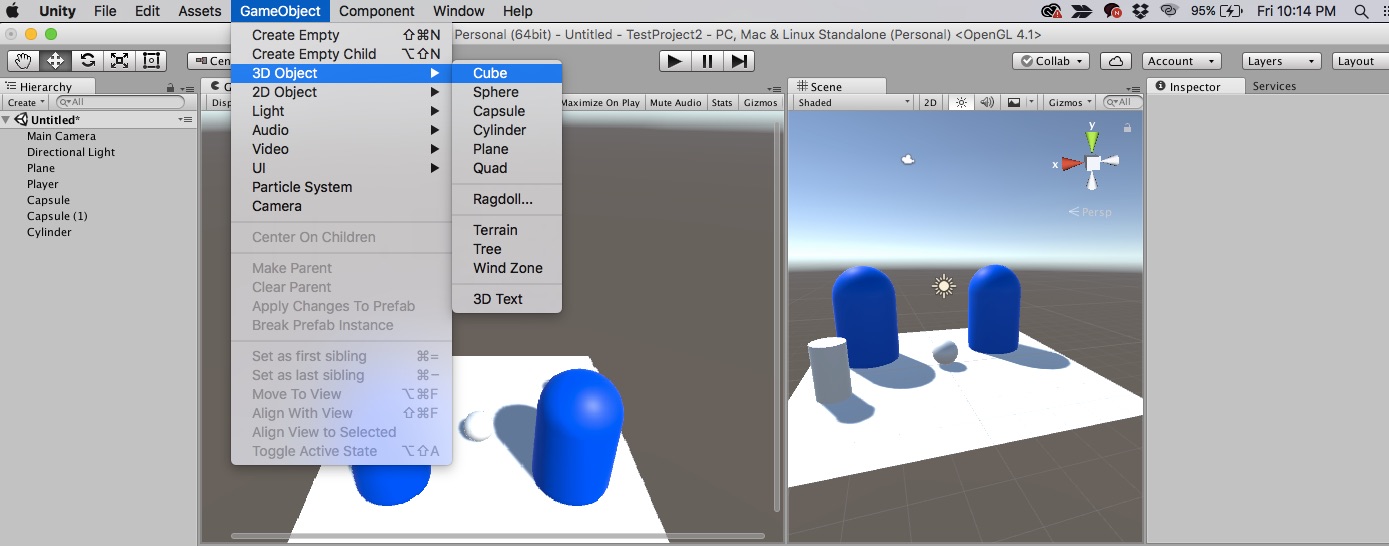 Unity File Edit Assets GameObject Component Window Help 95% Fri 10:14 PM
Personal (64bit) - Untitled - TestProject2 - PC, Mac & Linux Standalone (Personal) <OpenGL 4.1>
Collab Account Layers Layout
Hierarchy
Create All
Untitled*
Main Camera
Directional Light
Plane
Player
Capsule
Capsule (1)
Cylinder
Create Empty ⇧⌘N
Create Empty Child ⌥⇧N
3D Object
2D Object
Light
Audio
Video
UI
Particle System
Camera
Center On Children
Make Parent
Clear Parent
Apply Changes To Prefab
Break Prefab Instance
Set as first sibling ⌘=
Set as last sibling ⌘−
Move To View ⌥⌘F
Align With View ⇧⌘F
Align View to Selected
Toggle Active State ⌥⇧A
Cube
Sphere
Capsule
Cylinder
Plane
Quad
Ragdoll...
Terrain
Tree
Wind Zone
3D Text
Maximize On Play Mute Audio Stats Gizmos
Scene
Shaded 2D Gizmos All
y
x
Persp
Inspector Services